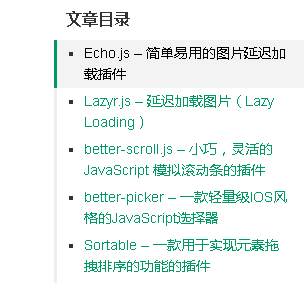 文章目录
Echo.js – 简单易用的图片延迟加
载插件
Lazyr.js – 延迟加载图片（Lazy
Loading）
better-scroll.js – 小巧，灵活的
JavaScript 模拟滚动条的插件
better-picker – 一款轻量级IOS风
格的JavaScript选择器
Sortable – 一款用于实现元素拖
拽排序的功能的插件